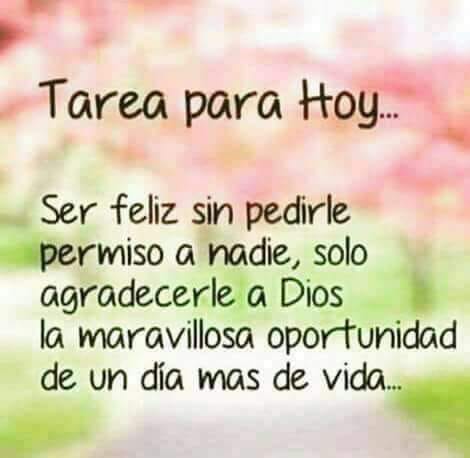 Tarea para Hoy...
Ser feliz sin pedirle
permiso a nadie, solo
agradecerle a Dios
la maravillosa oportunidad
de un día mas de vida...